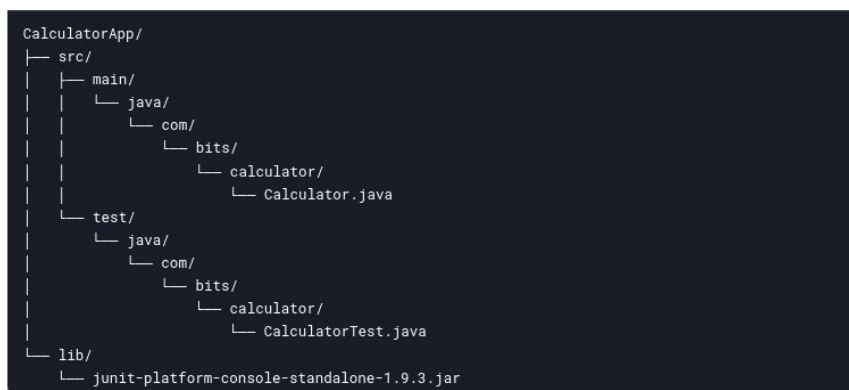 CalculatorApp/
├── src/
│   ├── main/
│   │   └── java/
│   │       └── com/
│   │           └── bits/
│   │               └── calculator/
│   │                   └── Calculator.java
│   └── test/
│       └── java/
│           └── com/
│               └── bits/
│                   └── calculator/
│                       └── CalculatorTest.java
└── lib/
    └── junit-platform-console-standalone-1.9.3.jar